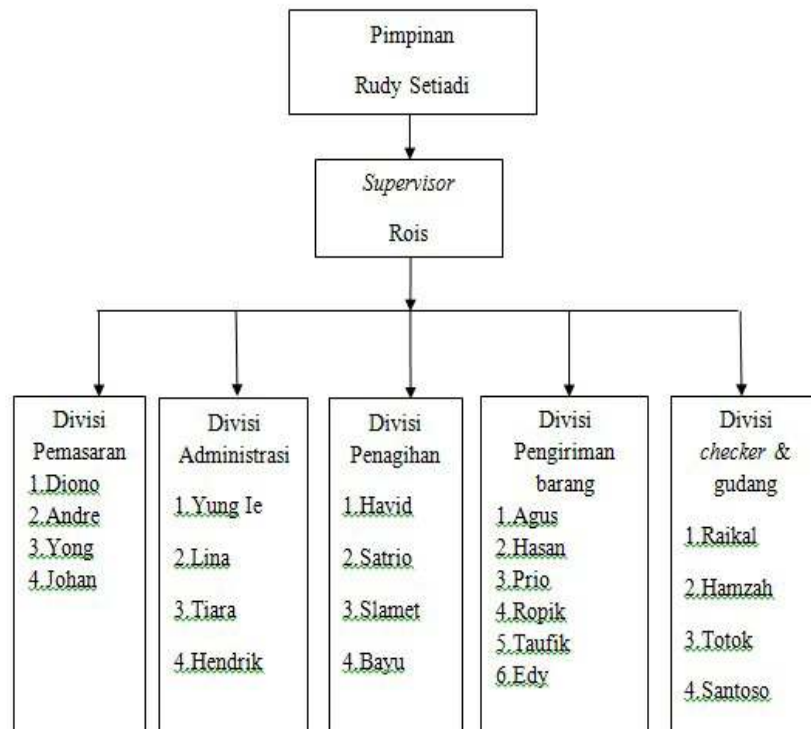 Pimpinan
Rudy Setiadi
Supervisor
Rois
Divisi
Pemasaran
1.Diono
2.Andre
3.Yong
4.Johan
Divisi
Administrasi
1.Yung Ie
2.Lina
3.Tiara
4.Hendrik
Divisi
Penagihan
1.Havid
2.Satrio
3.Slamet
4.Bayu
Divisi
Pengiriman
barang
1.Agus
2.Hasan
3.Prio
4.Ropik
5.Taufik
6.Edy
Divisi
checker &
gudang
1.Raikal
2.Hamzah
3.Totok
4.Santoso